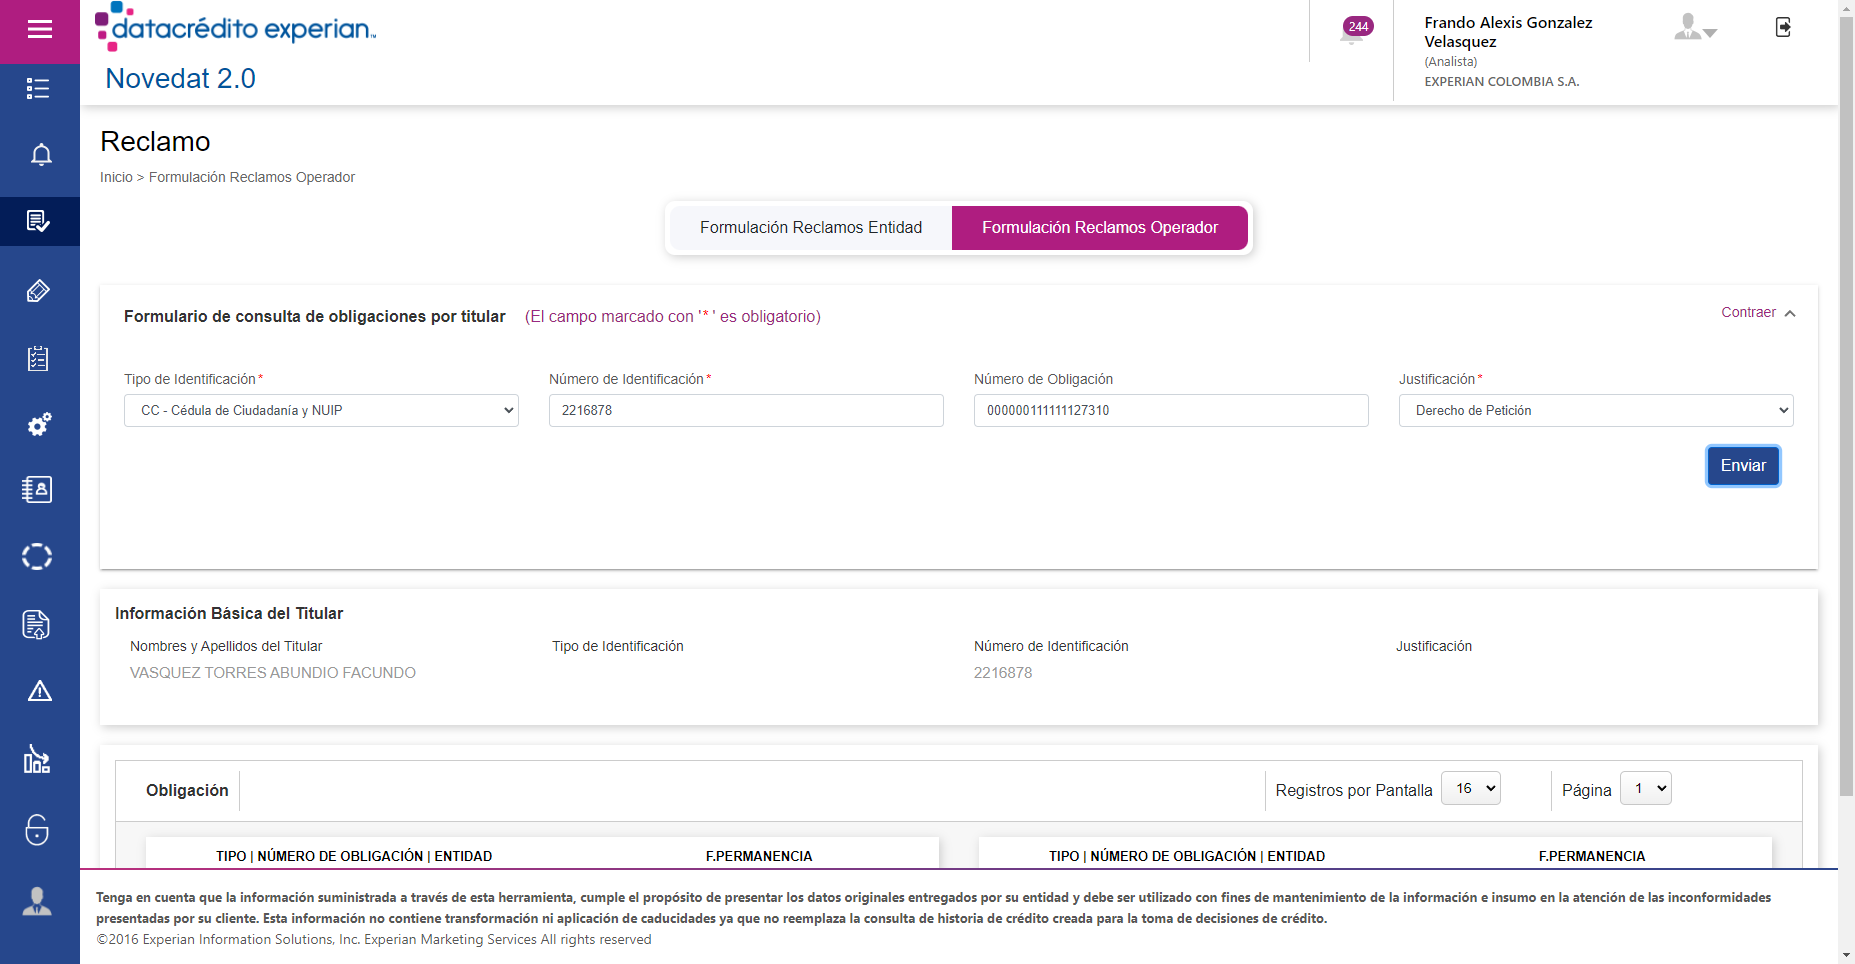 datacrédito experian™
Novedat 2.0
244
Frando Alexis Gonzalez
Velasquez
(Analista)
EXPERIAN COLOMBIA S.A.
Reclamo
Inicio > Formulación Reclamos Operador
Formulación Reclamos Entidad
Formulación Reclamos Operador
Formulario de consulta de obligaciones por titular (El campo marcado con '*' es obligatorio)
Contraer
Tipo de Identificación* Número de Identificación* Número de Obligación Justificación*
CC - Cédula de Ciudadanía y NUIP 2216878 000000111111127310 Derecho de Petición
Enviar
Información Básica del Titular
Nombres y Apellidos del Titular Tipo de Identificación Número de Identificación Justificación
VASQUEZ TORRES ABUNDIO FACUNDO 2216878
Obligación Registros por Pantalla 16 Página 1
TIPO | NÚMERO DE OBLIGACIÓN | ENTIDAD F.PERMANENCIA TIPO | NÚMERO DE OBLIGACIÓN | ENTIDAD F.PERMANENCIA
Tenga en cuenta que la información suministrada a través de esta herramienta, cumple el propósito de presentar los datos originales entregados por su entidad y debe ser utilizado con fines de mantenimiento de la información e insumo en la atención de las inconformidades
presentadas por su cliente. Esta información no contiene transformación ni aplicación de caducidades ya que no reemplaza la consulta de historia de crédito creada para la toma de decisiones de crédito.
©2016 Experian Information Solutions, Inc. Experian Marketing Services All rights reserved